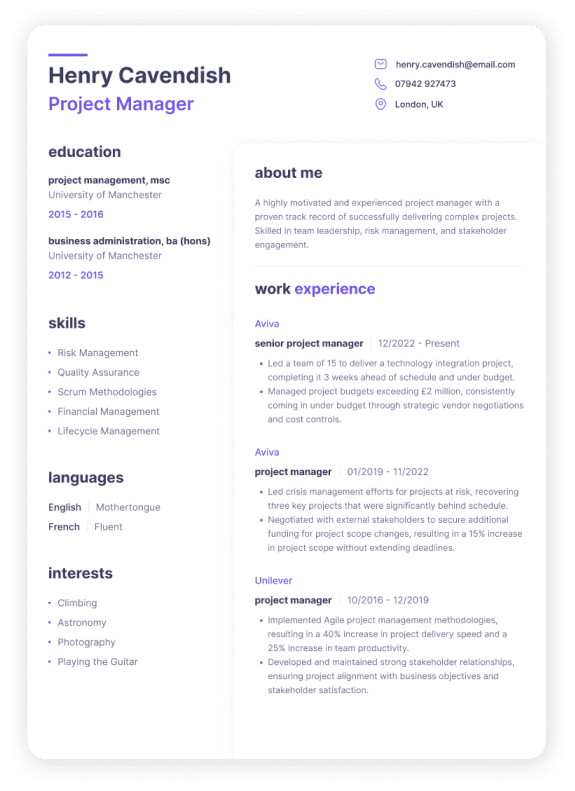 Henry Cavendish
Project Manager
henry.cavendish@email.com
07942 927473
London, UK
education
project management, msc
University of Manchester
2015 - 2016
business administration, ba (hons)
University of Manchester
2012 - 2015
skills
• Risk Management
• Quality Assurance
• Scrum Methodologies
• Financial Management
• Lifecycle Management
languages
English | Mothertongue
French | Fluent
interests
• Climbing
• Astronomy
• Photography
• Playing the Guitar
about me
A highly motivated and experienced project manager with a
proven track record of successfully delivering complex projects.
Skilled in team leadership, risk management, and stakeholder
engagement.
work experience
Aviva
senior project manager | 12/2022 - Present
• Led a team of 15 to deliver a technology integration project,
completing it 3 weeks ahead of schedule and under budget.
• Managed project budgets exceeding £2 million, consistently
coming in under budget through strategic vendor negotiations
and cost controls.
Aviva
project manager | 01/2019 - 11/2022
• Led crisis management efforts for projects at risk, recovering
three key projects that were significantly behind schedule.
• Negotiated with external stakeholders to secure additional
funding for project scope changes, resulting in a 15% increase
in project scope without extending deadlines.
Unilever
project manager | 10/2016 - 12/2019
• Implemented Agile project management methodologies,
resulting in a 40% increase in project delivery speed and a
25% increase in team productivity.
• Developed and maintained strong stakeholder relationships,
ensuring project alignment with business objectives and
stakeholder satisfaction.